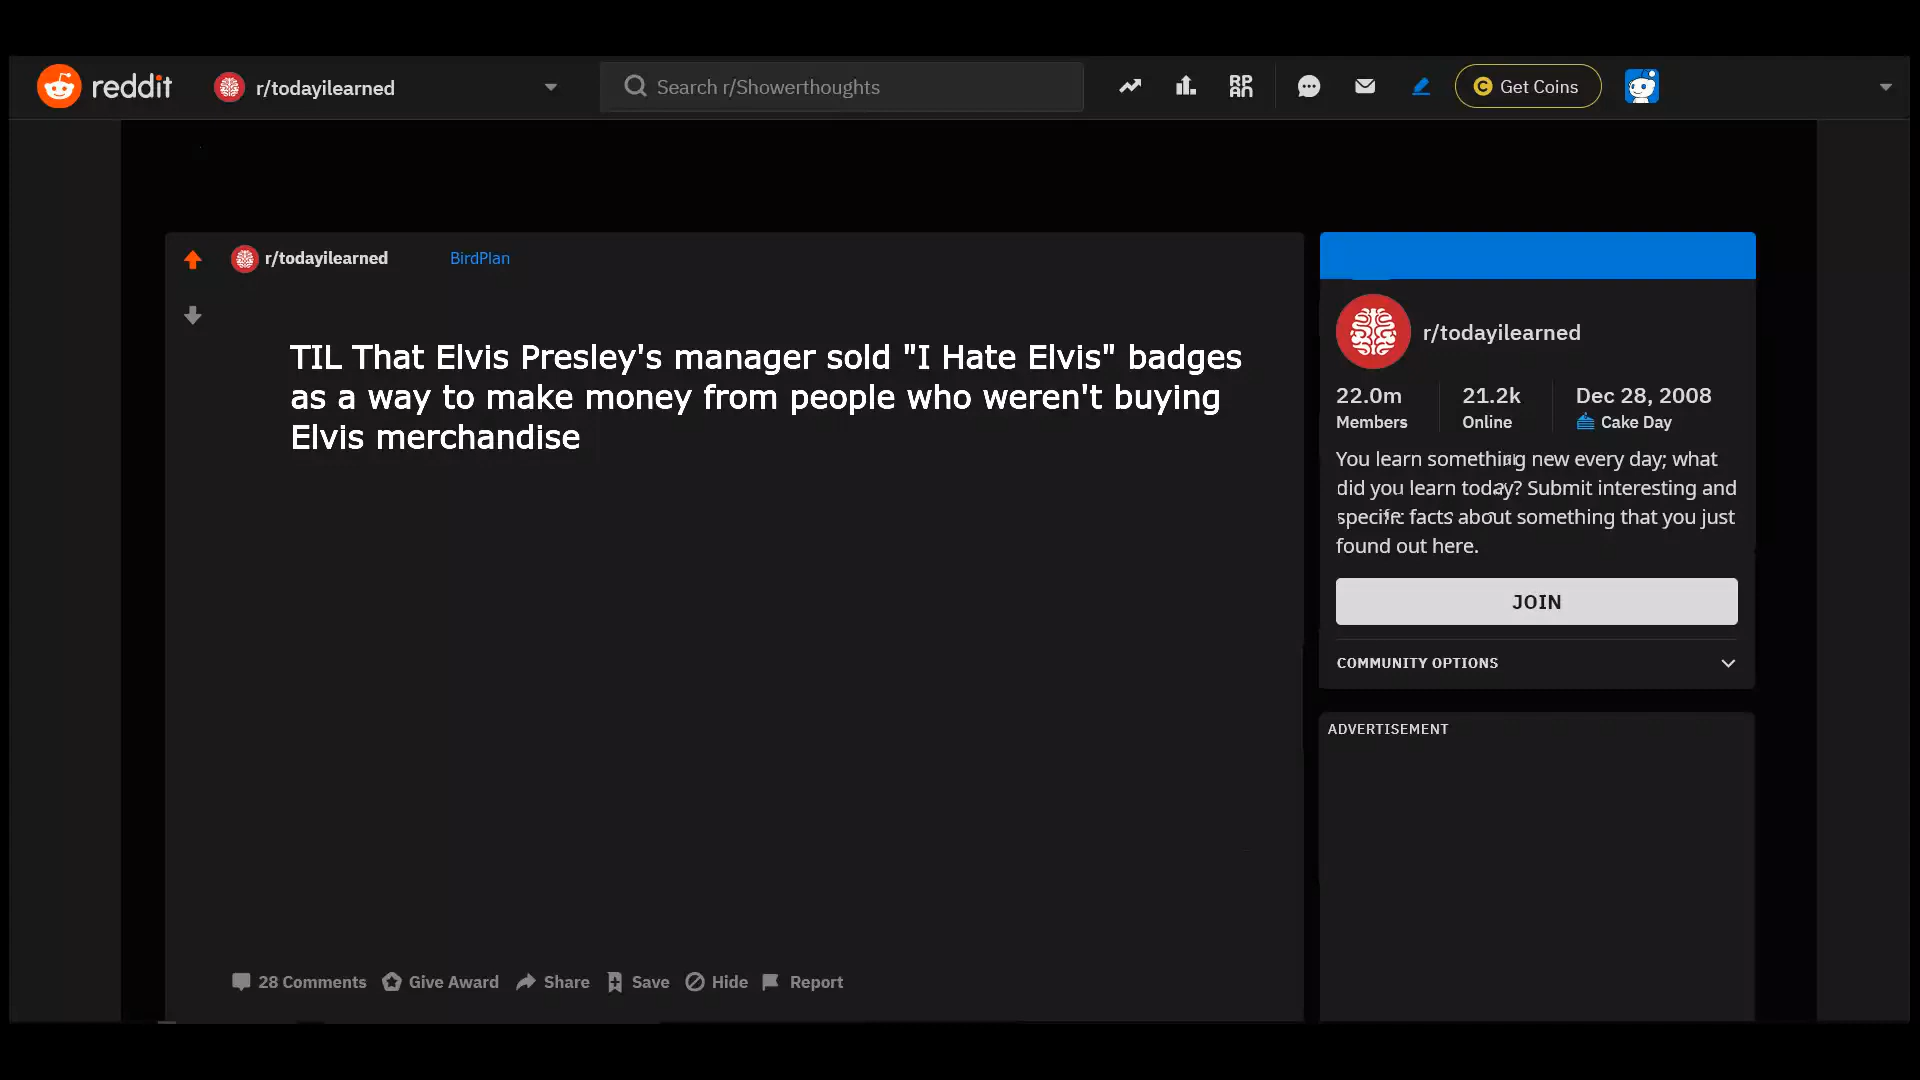 reddit
r/todayilearned
Search r/Showerthoughts
RPAN
Get Coins
r/todayilearned
BirdPlan
TIL That Elvis Presley's manager sold "I Hate Elvis" badges
as a way to make money from people who weren't buying
Elvis merchandise
28 Comments
Give Award
Share
Save
Hide
Report
r/todayilearned
22.0m
21.2k
Dec 28, 2008
Members
Online
Cake Day
You learn something new every day; what
did you learn today? Submit interesting and
specific facts about something that you just
found out here.
JOIN
COMMUNITY OPTIONS
ADVERTISEMENT